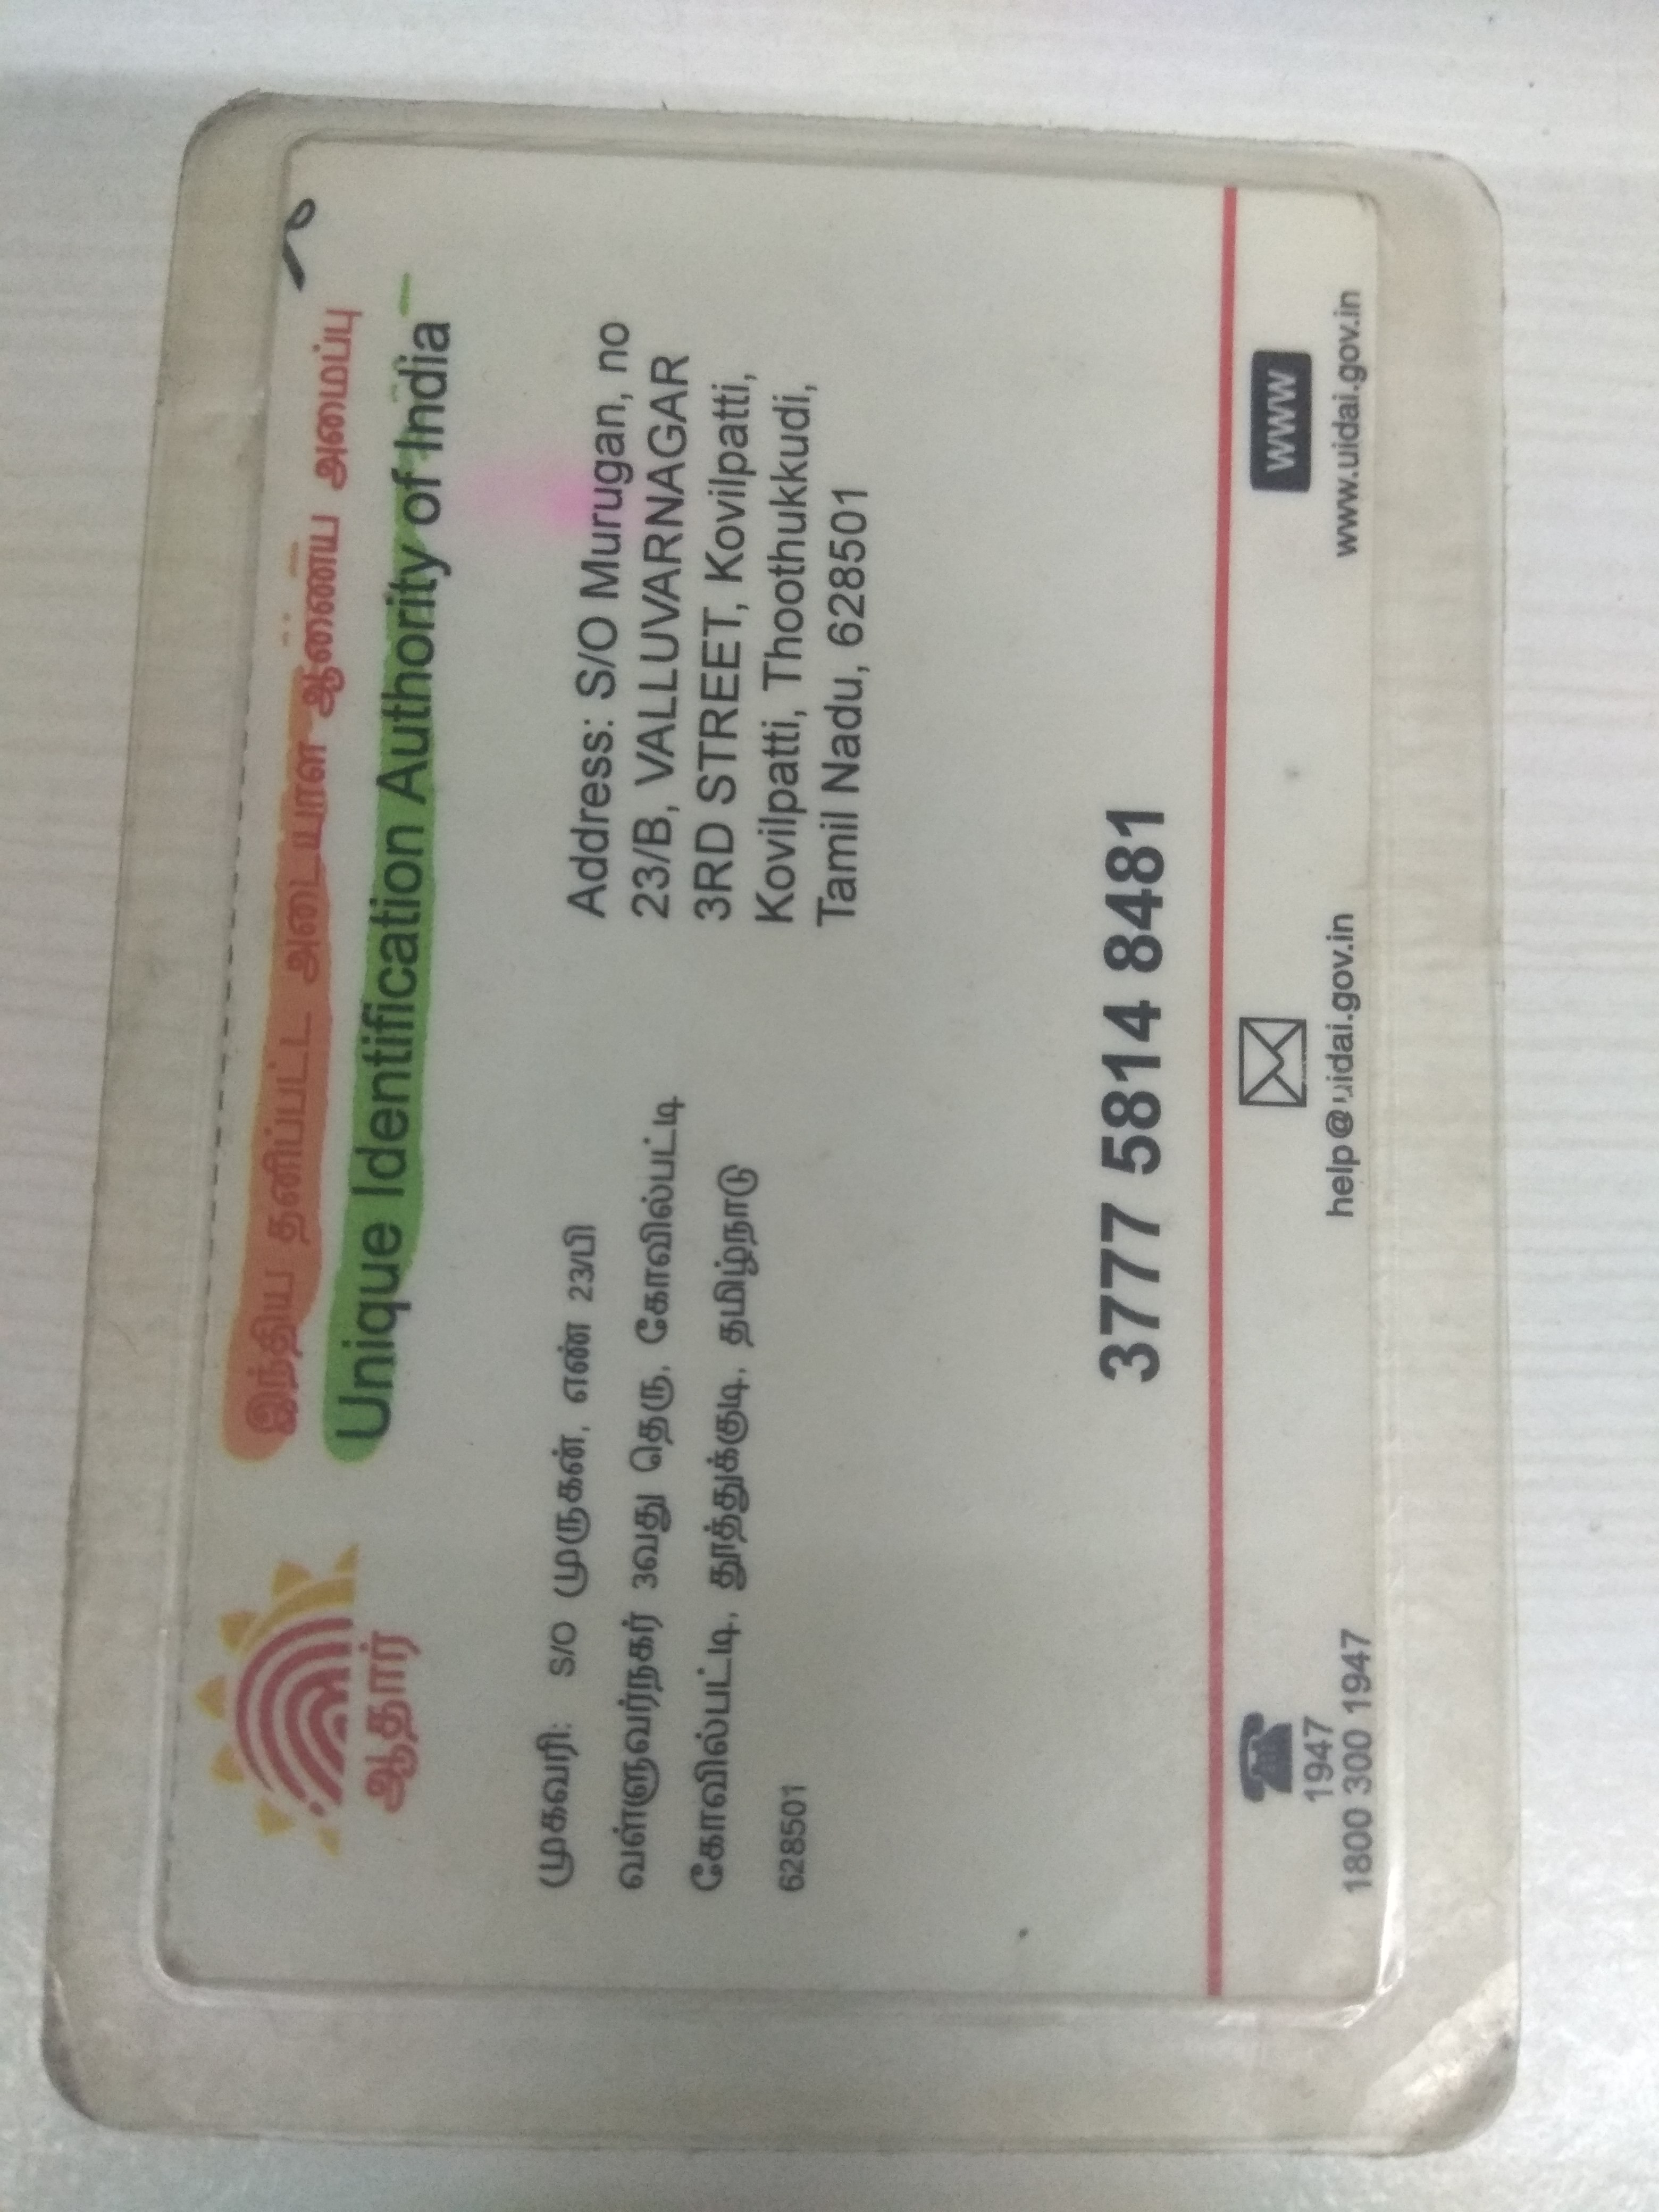 இந்திய தனிப்பட்ட அடையாள ஆணைய அமைப்பு
Unique Identification Authority of India
ஆதார்
முகவரி: S/O முருகன், எண் 23/பி
வள்ளுவர்நகர் 3வது தெரு, கோவில்பட்டி
கோவில்பட்டி, தூத்துக்குடி, தமிழ்நாடு
628501
Address: S/O Murugan, no
23/B, VALLUVARNAGAR
3RD STREET, Kovilpatti,
Kovilpatti, Thoothukkudi,
Tamil Nadu, 628501
3777 5814 8481
1947
1800 300 1947
help@uidai.gov.in
WWW
www.uidai.gov.in